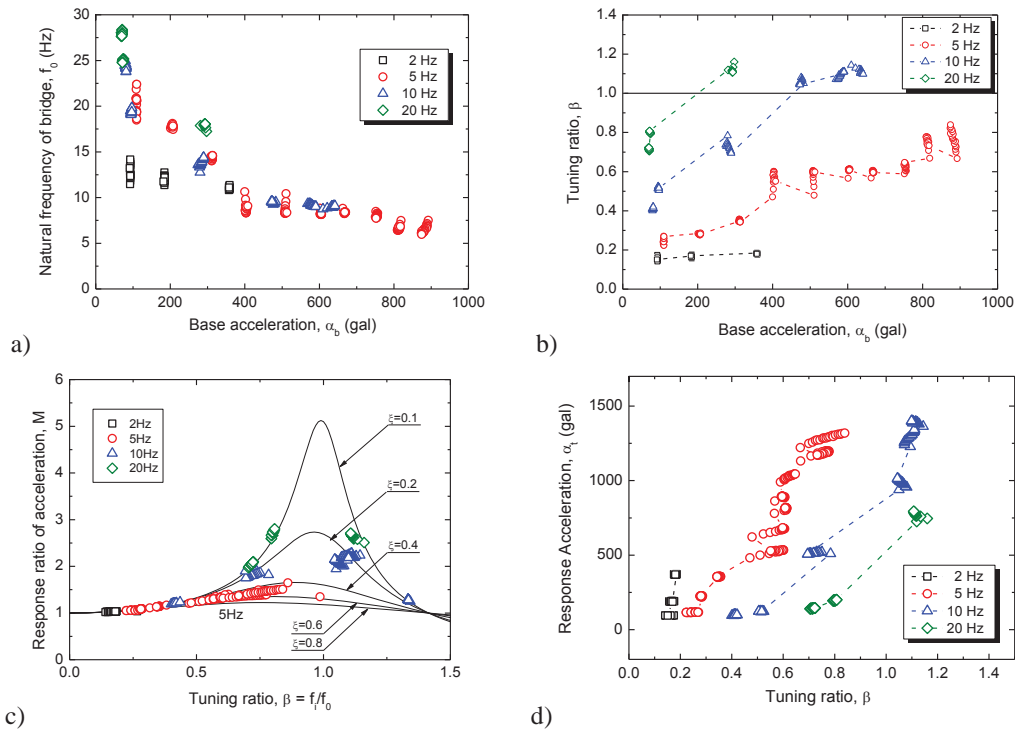 30
25
20
15
10
5
0
0 200 400 600 800 1000
Natural frequency of bridge, f0 (Hz)
Base acceleration, αb (gal)
2 Hz
5 Hz
10 Hz
20 Hz
a)
1.4
1.2
1.0
0.8
0.6
0.4
0.2
0.0
0 200 400 600 800 1000
Tuning ratio, β
Base acceleration, αb (gal)
2 Hz
5 Hz
10 Hz
20 Hz
b)
6
5
4
3
2
1
0
0.0 0.5 1.0 1.5
Response ratio of acceleration, M
Tuning ratio, β = fi/f0
2Hz
5Hz
10Hz
20Hz
ξ=0.1
ξ=0.2
ξ=0.4
ξ=0.6
ξ=0.8
5Hz
c)
1500
1000
500
0
0.0 0.2 0.4 0.6 0.8 1.0 1.2 1.4
Response Acceleration, αt (gal)
Tuning ratio, β
2 Hz
5 Hz
10 Hz
20 Hz
d)